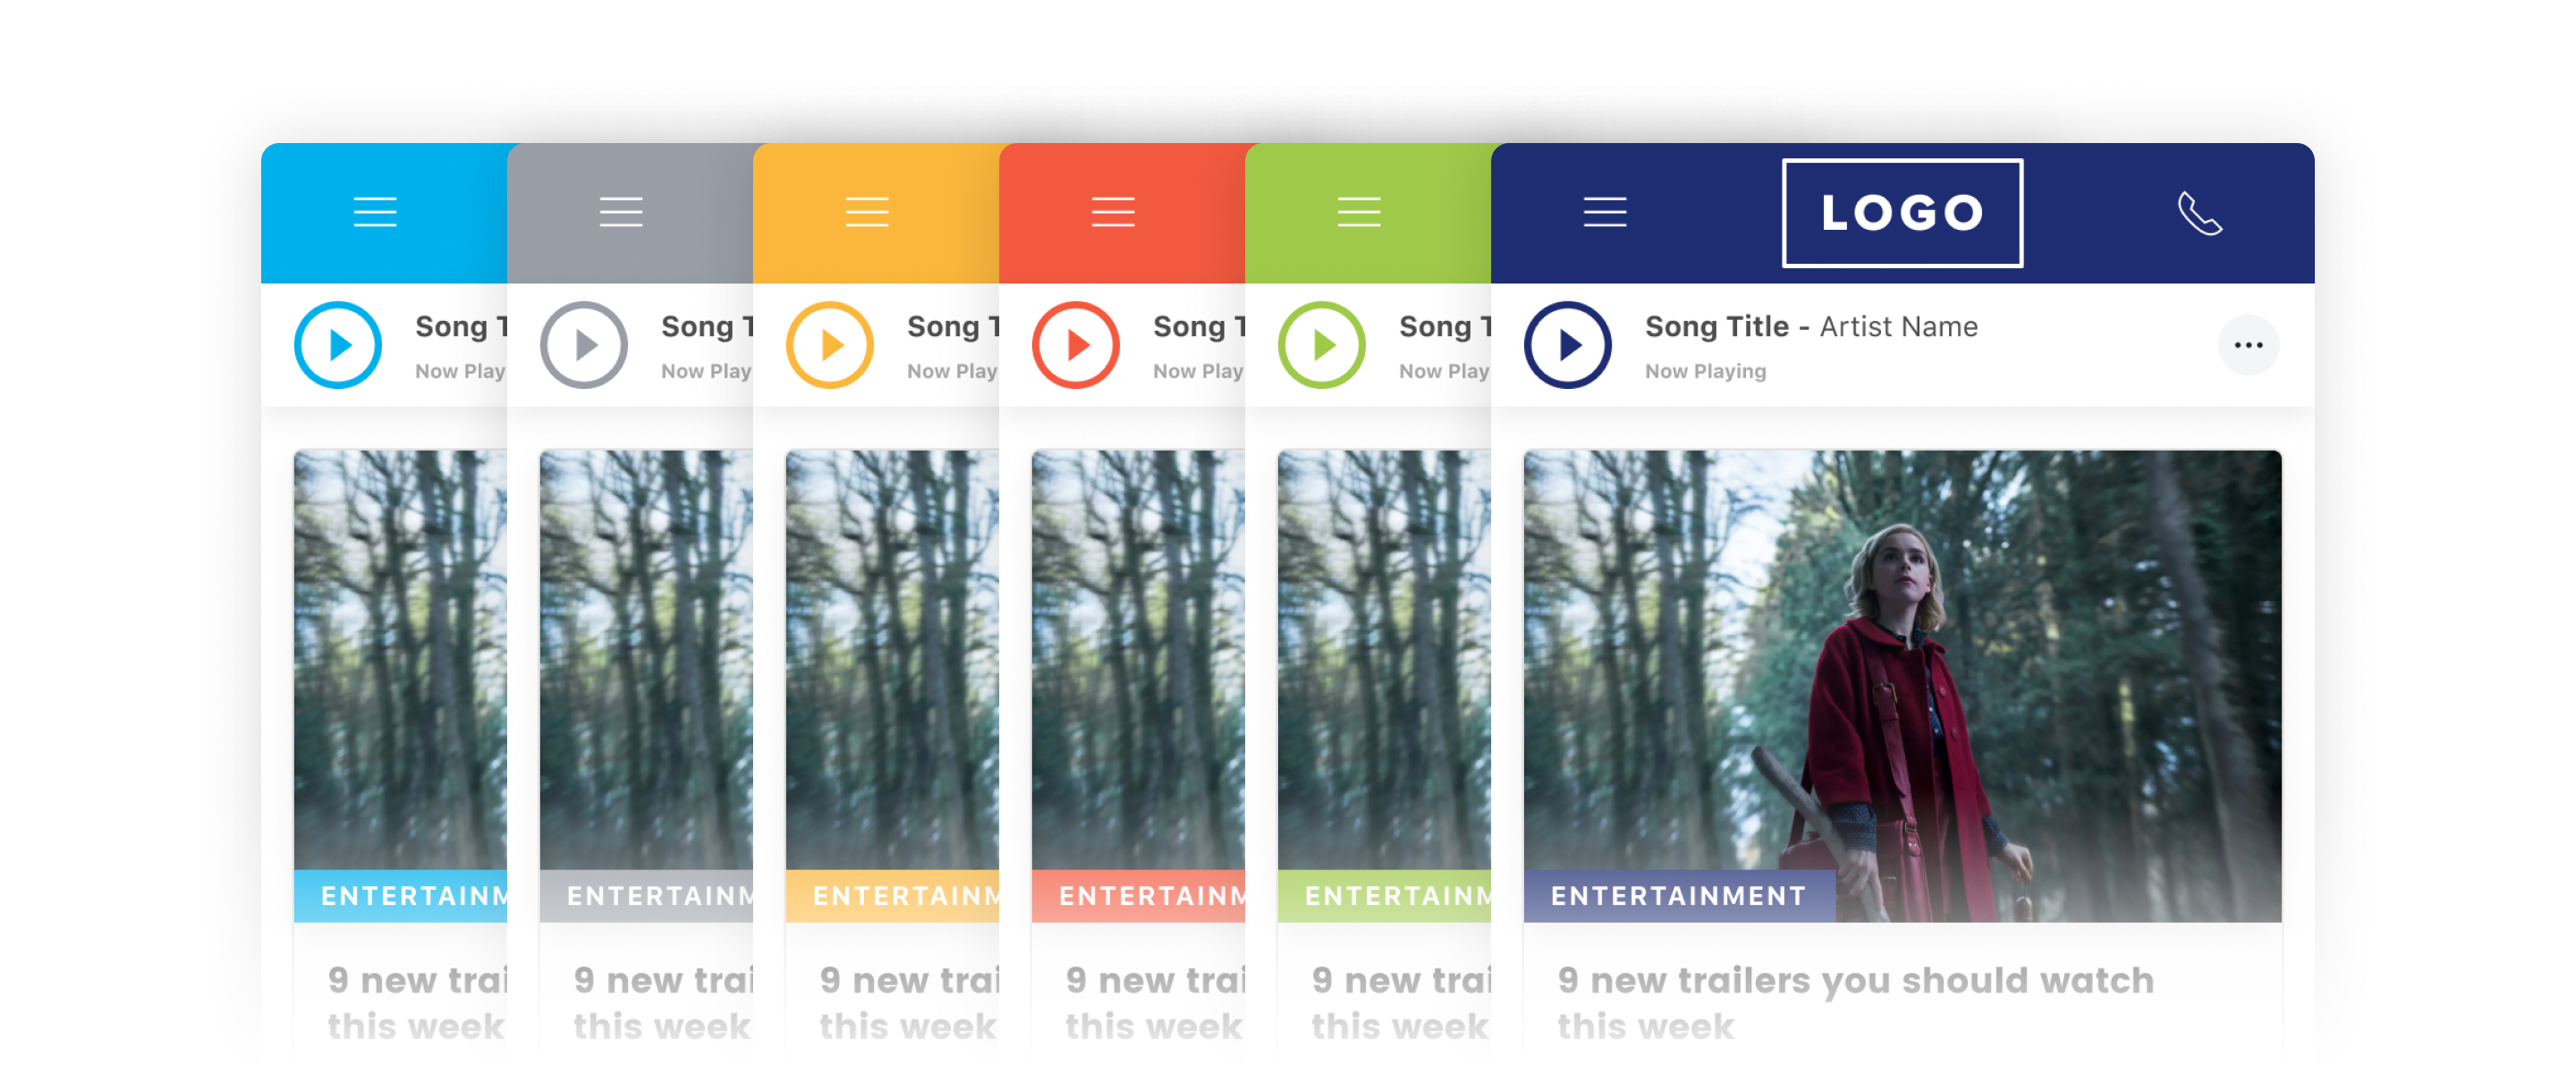 LOGO
Song T
Now Play
Song T
Now Play
Song T
Now Play
Song T
Now Play
Song T
Now Play
Song Title - Artist Name
Now Playing
ENTERTAINM
ENTERTAINM
ENTERTAINM
ENTERTAINM
ENTERTAINM
ENTERTAINMENT
9 new trai
this week
9 new trai
this week
9 new trai
this week
9 new trai
this week
9 new trai
this week
9 new trailers you should watch
this week